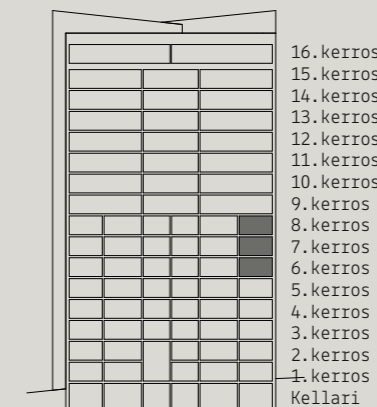 16.kerros
15.kerros
14.kerros
13.kerros
12.kerros
11.kerros
10.kerros
9.kerros
8.kerros
7.kerros
6.kerros
5.kerros
4.kerros
3.kerros
2.kerros
1.kerros
Kellari